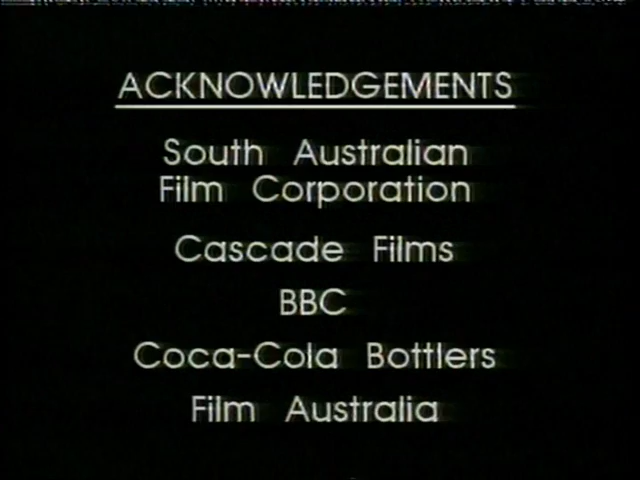 ACKNOWLEDGEMENTS
South Australian
Film Corporation
Cascade Films
BBC
Coca-Cola Bottlers
Film Australia